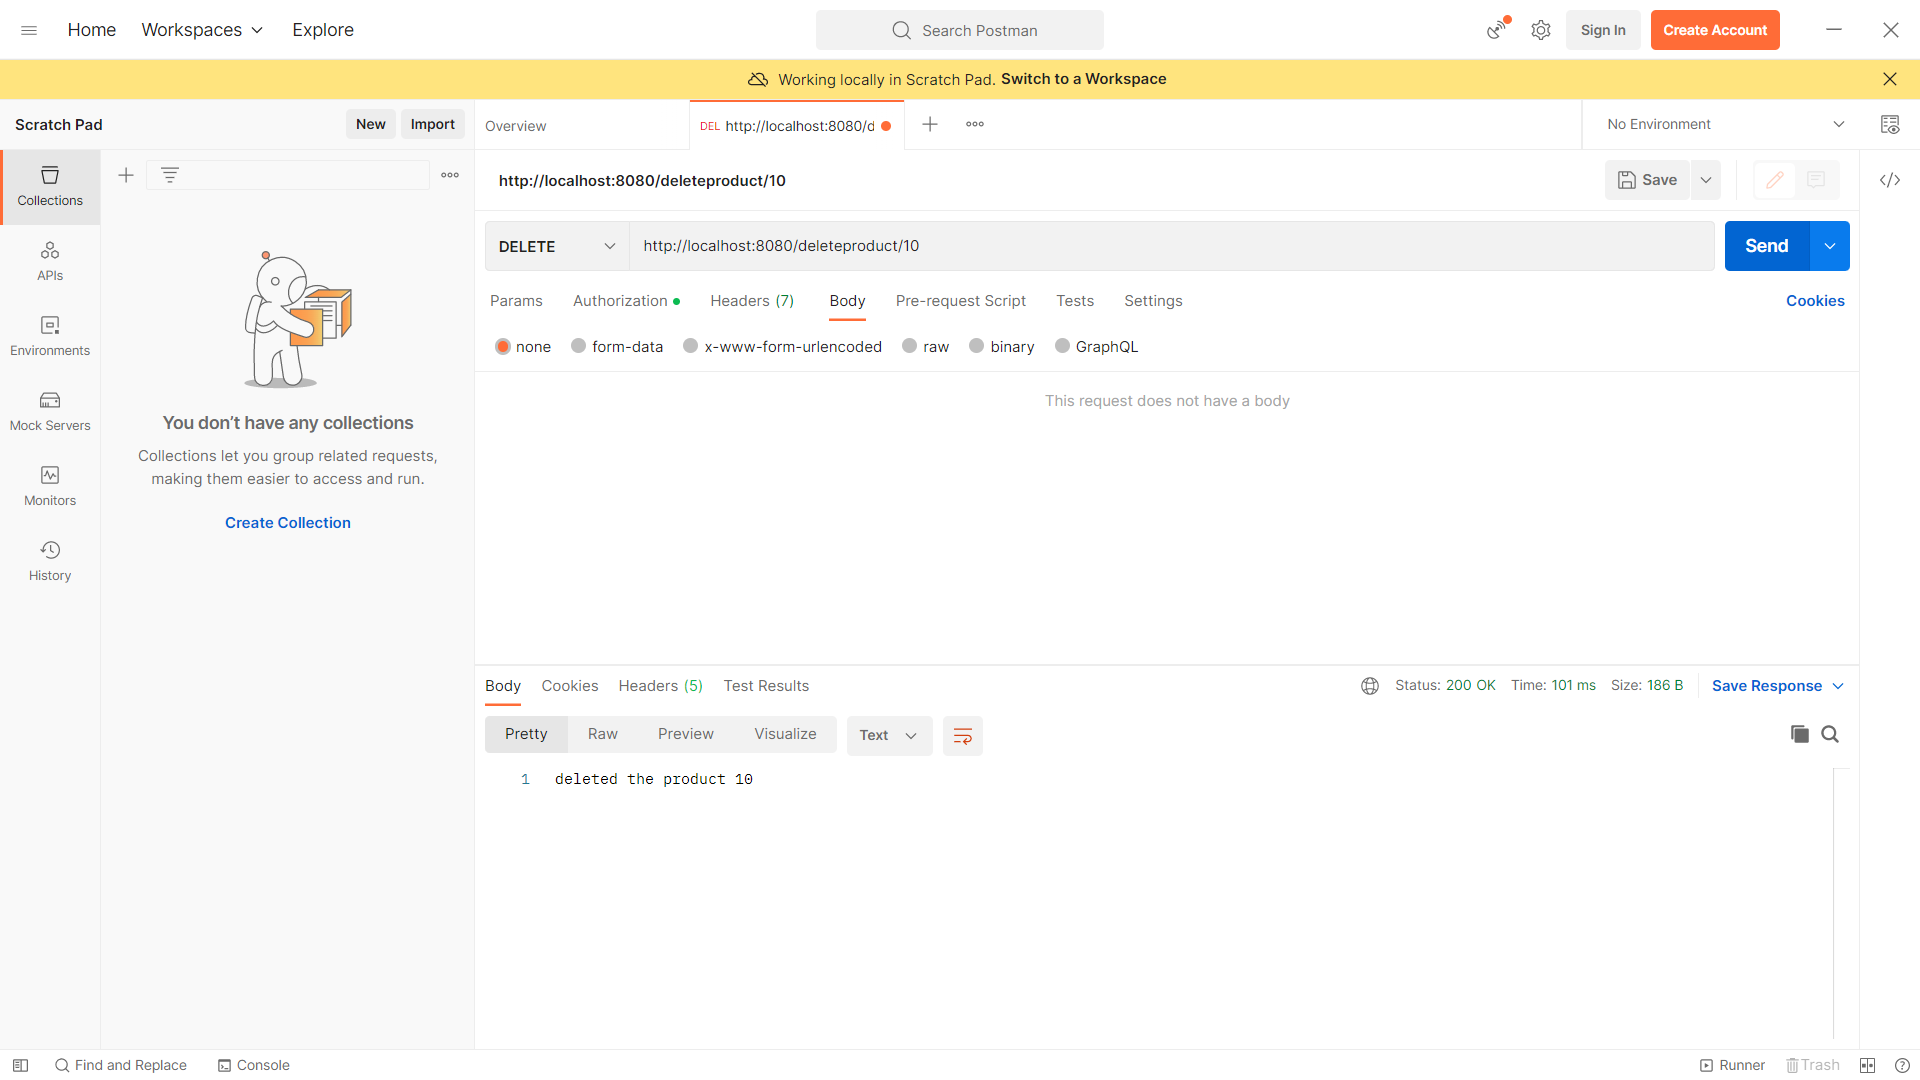 Home Workspaces Explore Search Postman Sign In Create Account
Working locally in Scratch Pad. Switch to a Workspace
Scratch Pad New Import Overview DEL http://localhost:8080/d No Environment
http://localhost:8080/deleteproduct/10 Save
Collections
DELETE http://localhost:8080/deleteproduct/10 Send
APIs
Params Authorization Headers (7) Body Pre-request Script Tests Settings Cookies
Environments
none form-data x-www-form-urlencoded raw binary GraphQL
This request does not have a body
Mock Servers
You don’t have any collections
Collections let you group related requests,
making them easier to access and run.
Monitors
Create Collection
History
Body Cookies Headers (5) Test Results Status: 200 OK Time: 101 ms Size: 186 B Save Response
Pretty Raw Preview Visualize Text
1 deleted the product 10
Find and Replace Console Runner Trash